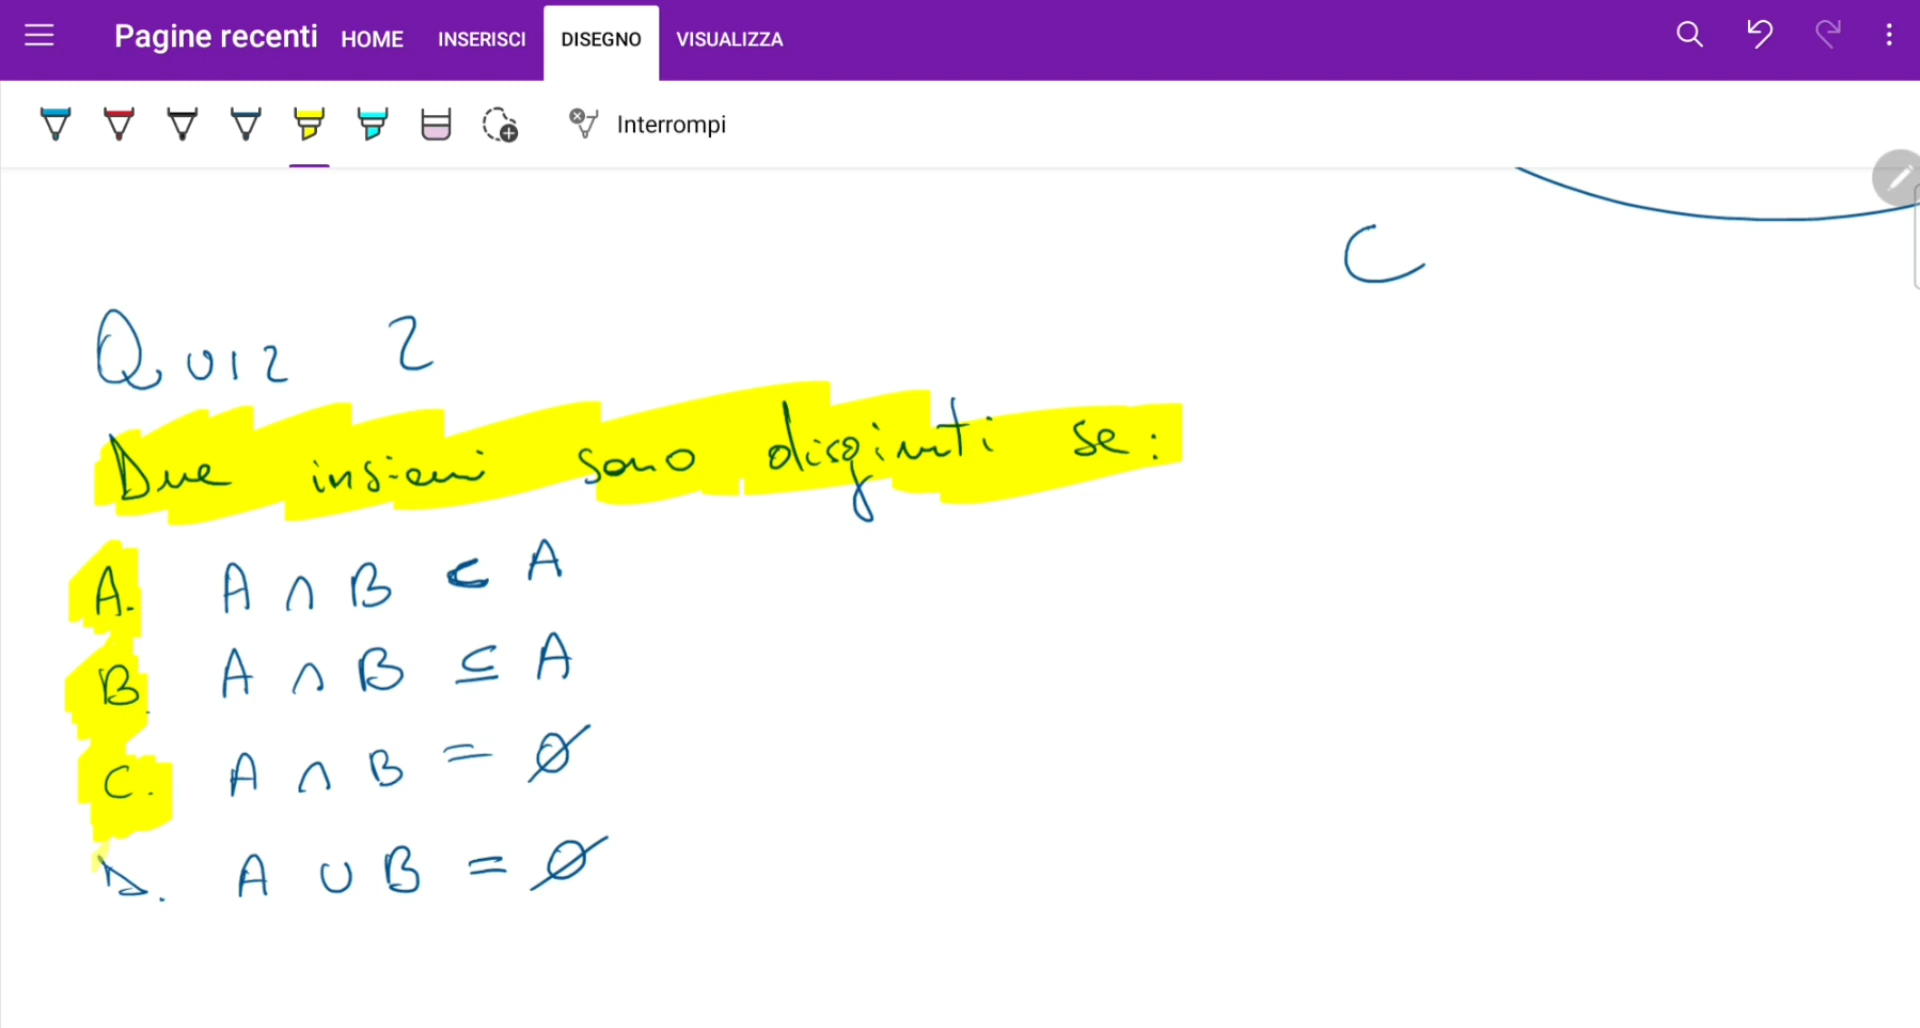 Pagine recenti HOME INSERISCI DISEGNO VISUALIZZA
Interrompi
C
Quiz 2
Due insiemi sono disgiunti se:
A. A ∩ B ⊂ A
B. A ∩ B ⊆ A
C. A ∩ B = ∅
D. A ∪ B = ∅